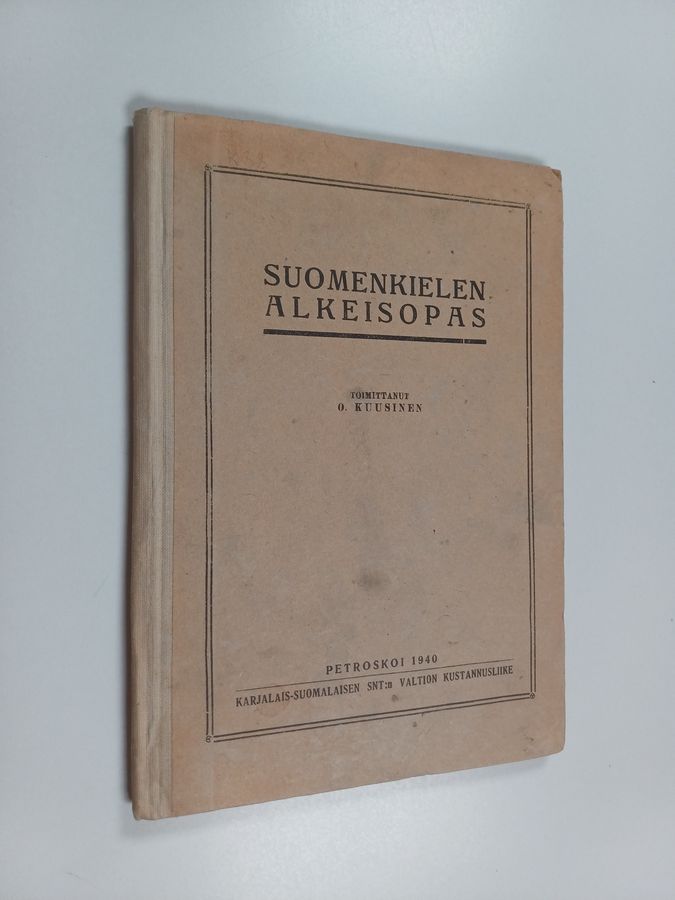 SUOMENKIELEN
ALKEISOPAS
TOIMITTANUT
O. KUUSINEN
PETROSKOI 1940
KARJALAIS-SUOMALAISEN SNT:n VALTION KUSTANNUSLIIKE